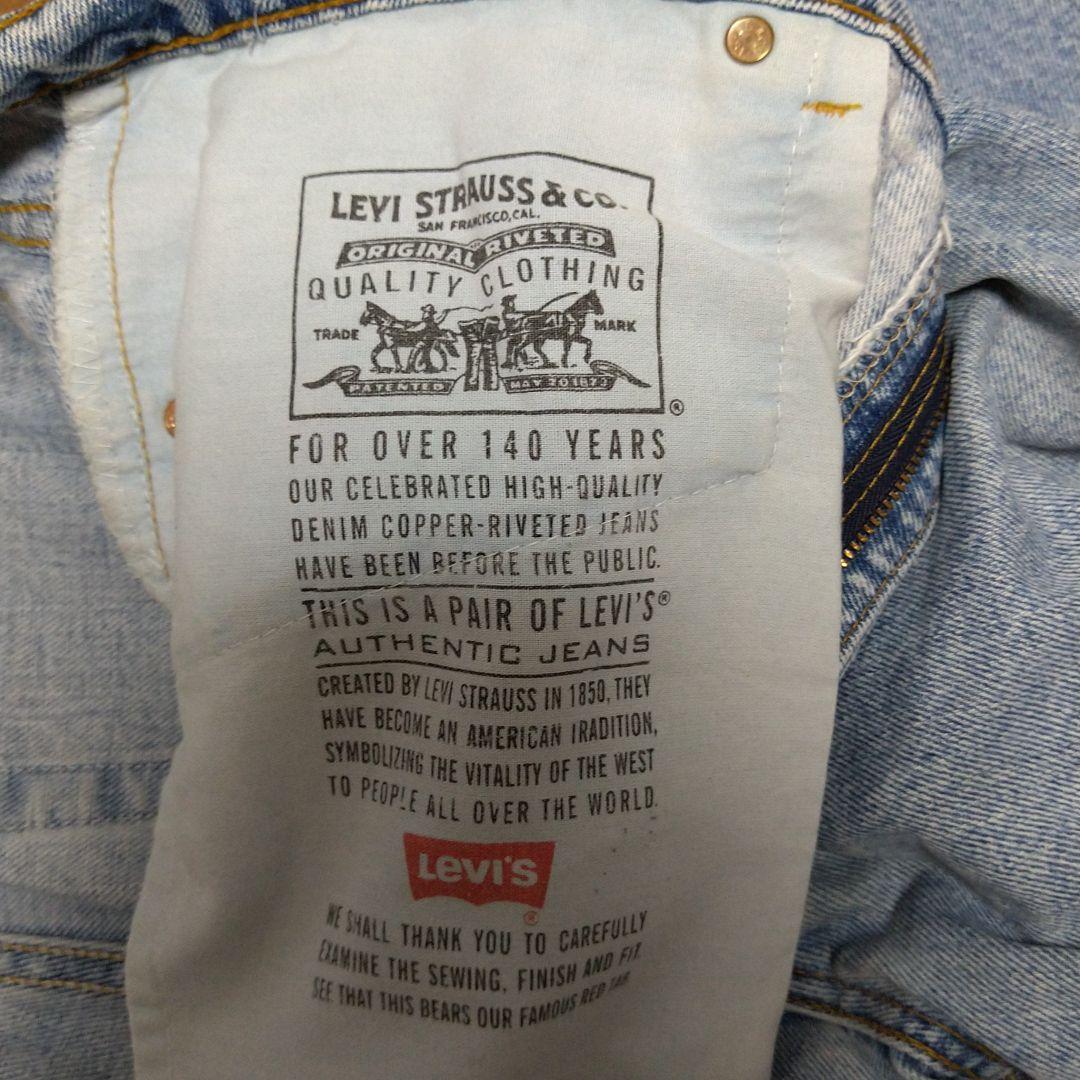 LEVI STRAUSS & CO.
SAN FRANCISCO, CAL.
ORIGINAL RIVETED
QUALITY CLOTHING
TRADE MARK
PATENTED MAY 20 1873
®
FOR OVER 140 YEARS
OUR CELEBRATED HIGH-QUALITY
DENIM COPPER-RIVETED JEANS
HAVE BEEN BEFORE THE PUBLIC.
THIS IS A PAIR OF LEVI'S®
AUTHENTIC JEANS
CREATED BY LEVI STRAUSS IN 1850, THEY
HAVE BECOME AN AMERICAN TRADITION,
SYMBOLIZING THE VITALITY OF THE WEST
TO PEOPLE ALL OVER THE WORLD.
LEVI'S
®
WE SHALL THANK YOU TO CAREFULLY
EXAMINE THE SEWING, FINISH AND FIT.
SEE THAT THIS BEARS OUR FAMOUS RED TAB